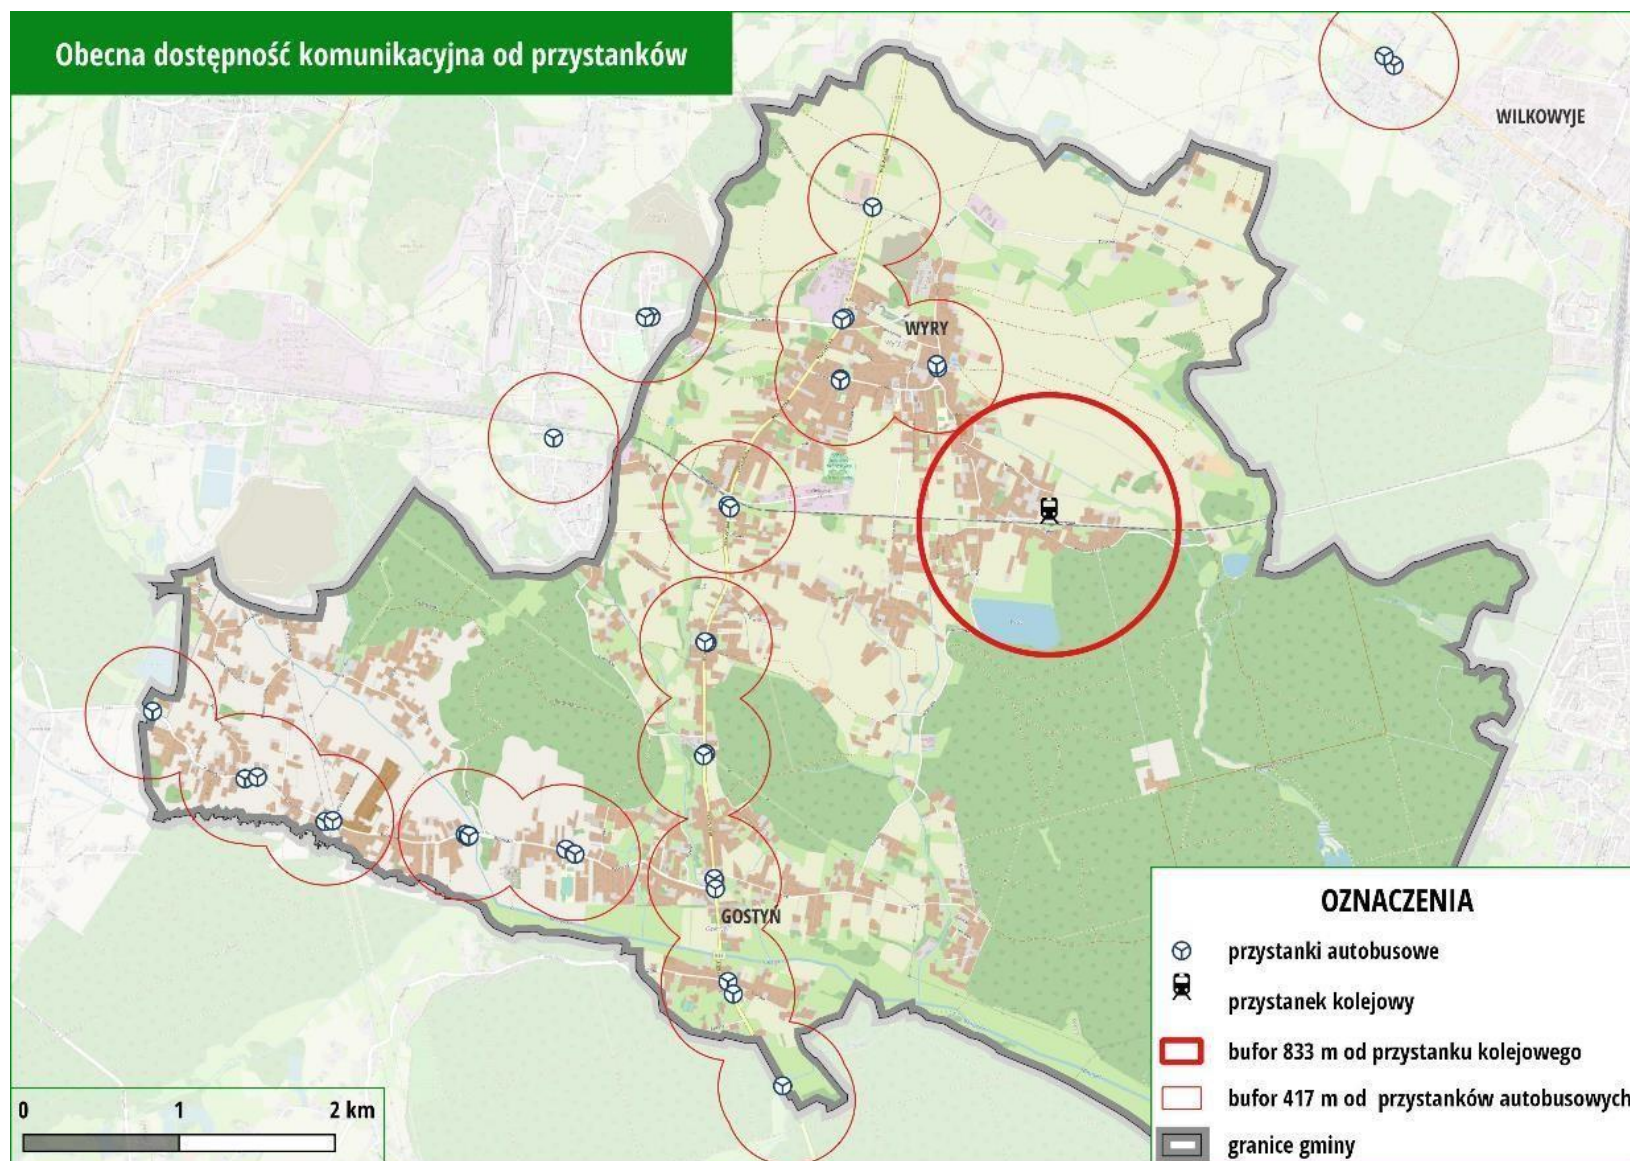 Obecna dostępność komunikacyjna od przystanków
WILKOWYJE
WYRY
GOSTYŃ
OZNACZENIA
przystanki autobusowe
przystanek kolejowy
bufor 833 m od przystanku kolejowego
bufor 417 m od przystanków autobusowych
granice gminy
0 1 2 km